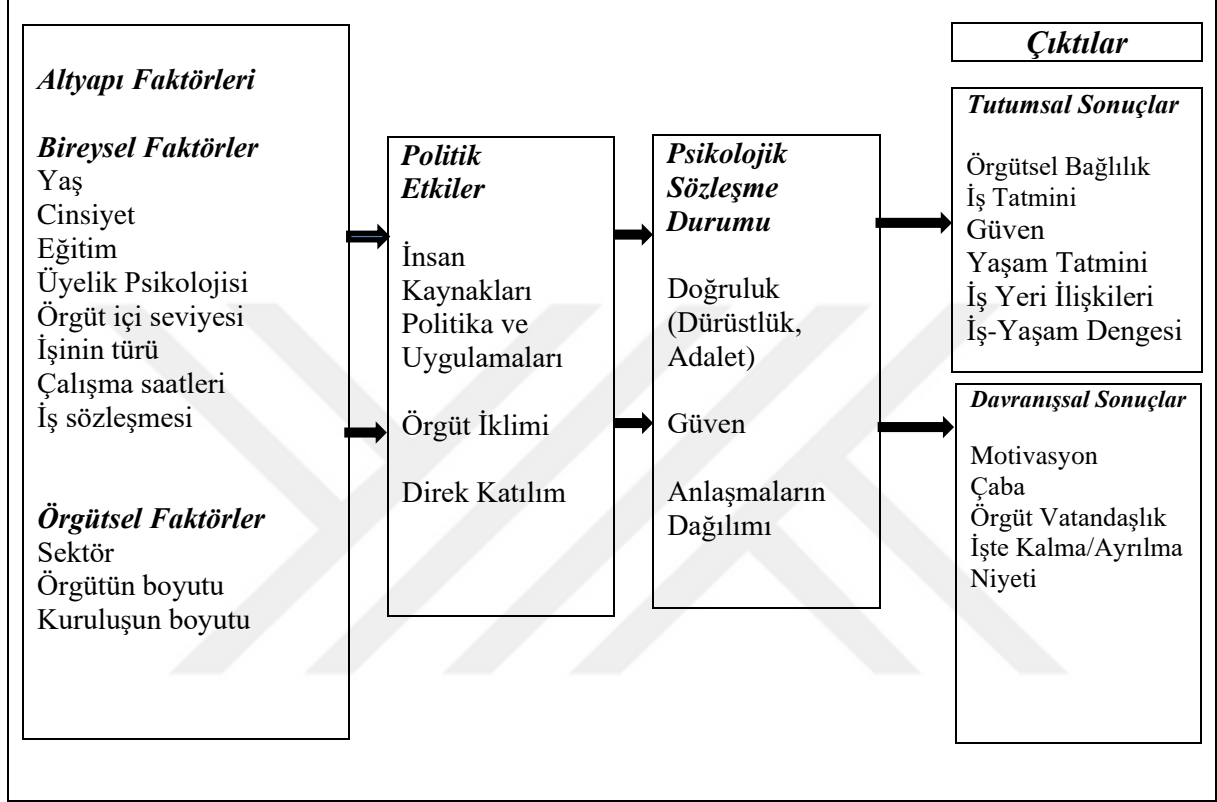 Altyapı Faktörleri
Bireysel Faktörler
Yaş
Cinsiyet
Eğitim
Üyelik Psikolojisi
Örgüt içi seviyesi
İşinin türü
Çalışma saatleri
İş sözleşmesi
Örgütsel Faktörler
Sektör
Örgütün boyutu
Kuruluşun boyutu
Politik
Etkiler
İnsan
Kaynakları
Politika ve
Uygulamaları
Örgüt İklimi
Direk Katılım
Psikolojik
Sözleşme
Durumu
Doğruluk
(Dürüstlük,
Adalet)
Güven
Anlaşmaların
Dağılımı
Çıktılar
Tutumsal Sonuçlar
Örgütsel Bağlılık
İş Tatmini
Güven
Yaşam Tatmini
İş Yeri İlişkileri
İş-Yaşam Dengesi
Davranışsal Sonuçlar
Motivasyon
Çaba
Örgüt Vatandaşlık
İşte Kalma/Ayrılma
Niyeti